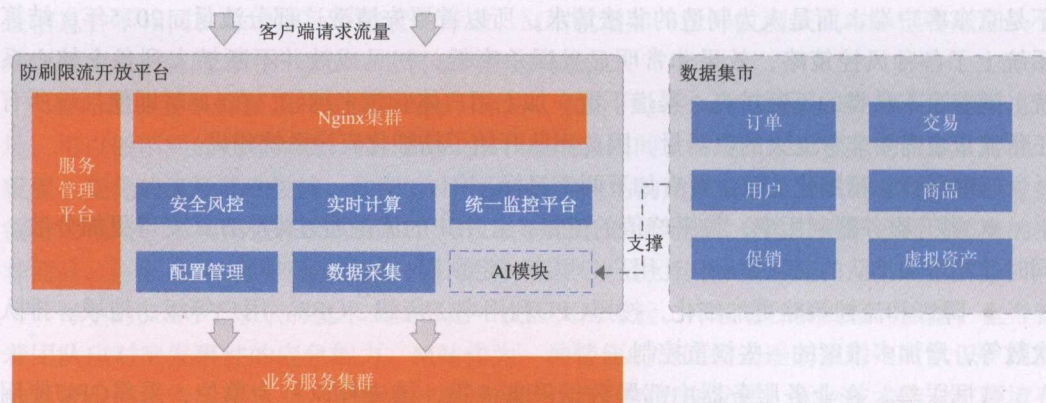 客户端请求流量
防刷限流开放平台
数据集市
Nginx集群
服务
管理
平台
安全风控
实时计算
统一监控平台
配置管理
数据采集
AI模块
支撑
订单
交易
用户
商品
促销
虚拟资产
业务服务集群